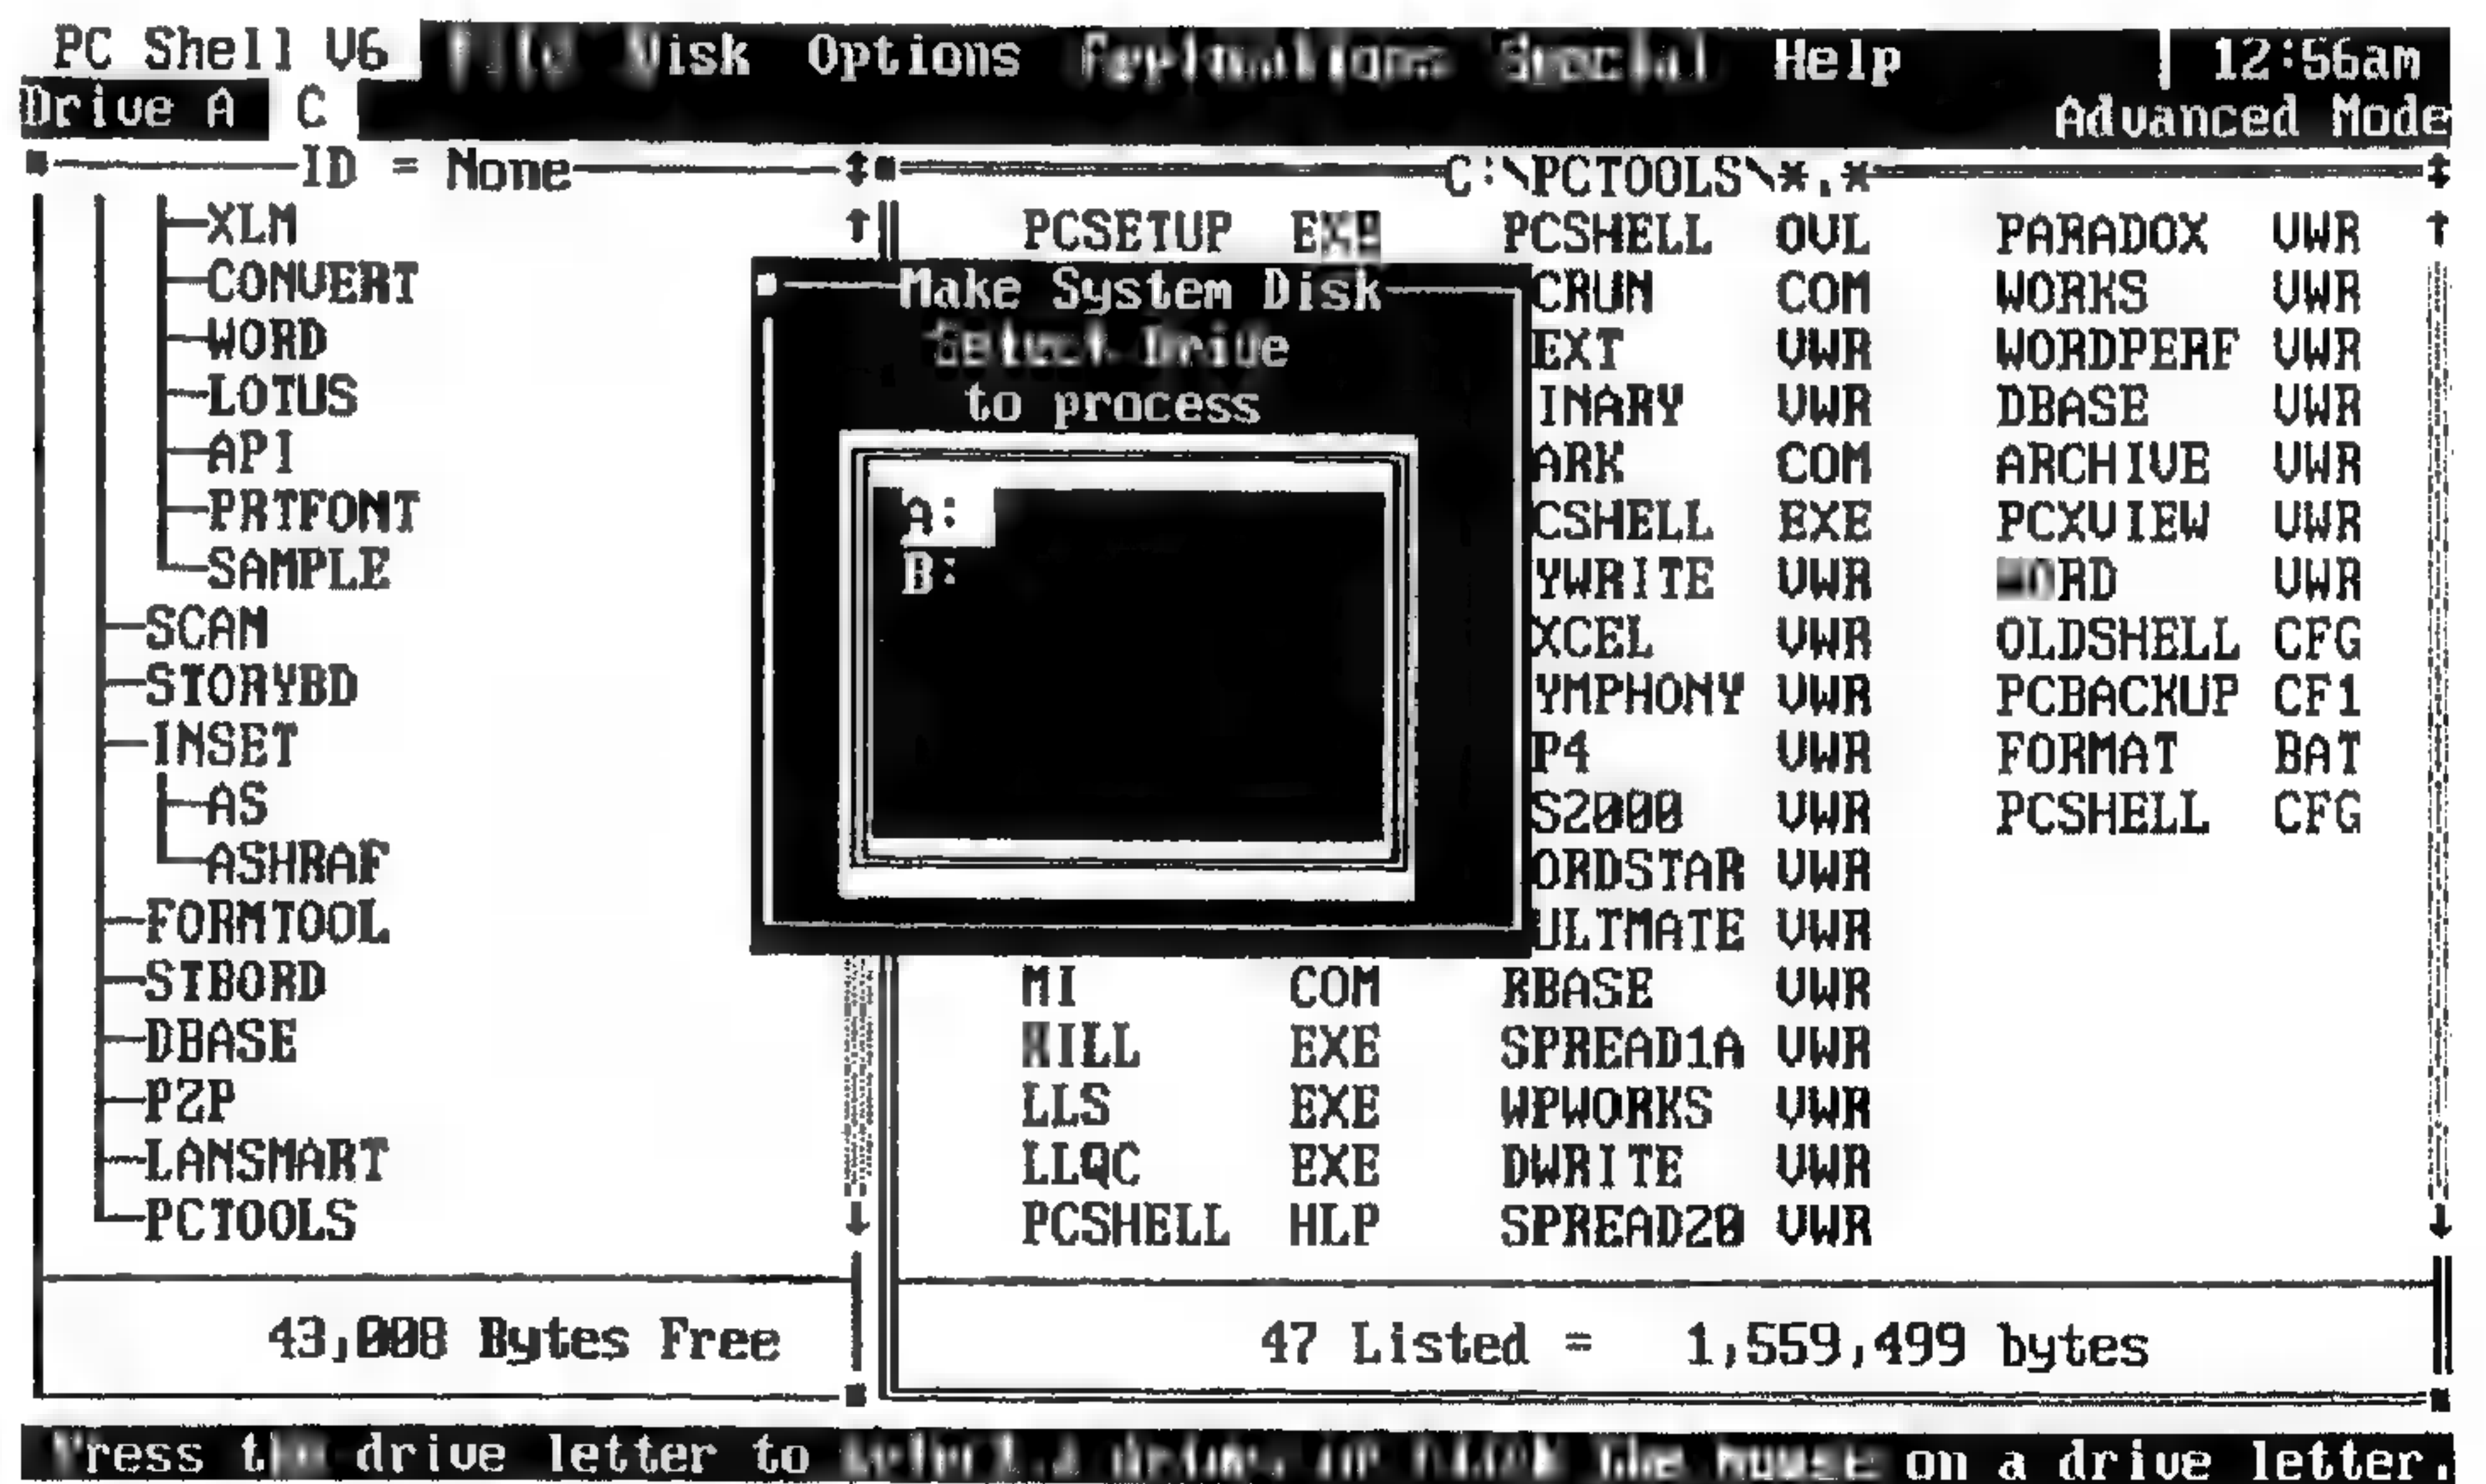 PC Shell V6 Disk Options Help 12:56am
Drive A C Advanced Mode
ID = None
XLM
CONVERT
WORD
LOTUS
API
PRTFONT
SAMPLE
SCAN
STORYBD
INSET
AS
ASHRAF
FORMTOOL
STBORD
DBASE
PZP
LANSMART
PCTOOLS
43,008 Bytes Free
C:\PCTOOLS\*.*
PCSETUP PCSHELL OVL PARADOX VWR
CRUN COM WORKS VWR
EXT VWR WORDPERF VWR
INARY VWR DBASE VWR
ARK COM ARCHIVE VWR
CSHELL EXE PCXVIEW VWR
YWRITE VWR WORD VWR
XCEL VWR OLDSHELL CFG
YMPHONY VWR PCBACKUP CF1
P4 VWR FORMAT BAT
S2000 VWR PCSHELL CFG
ORDSTAR VWR
ULTMATE VWR
MI COM RBASE VWR
KILL EXE SPREAD1A VWR
LLS EXE WPWORKS VWR
LLQC EXE DWRITE VWR
PCSHELL HLP SPREAD20 VWR
47 Listed = 1,559,499 bytes
Make System Disk
Drive
to process
A:
B:
Press the drive letter to on a drive letter.